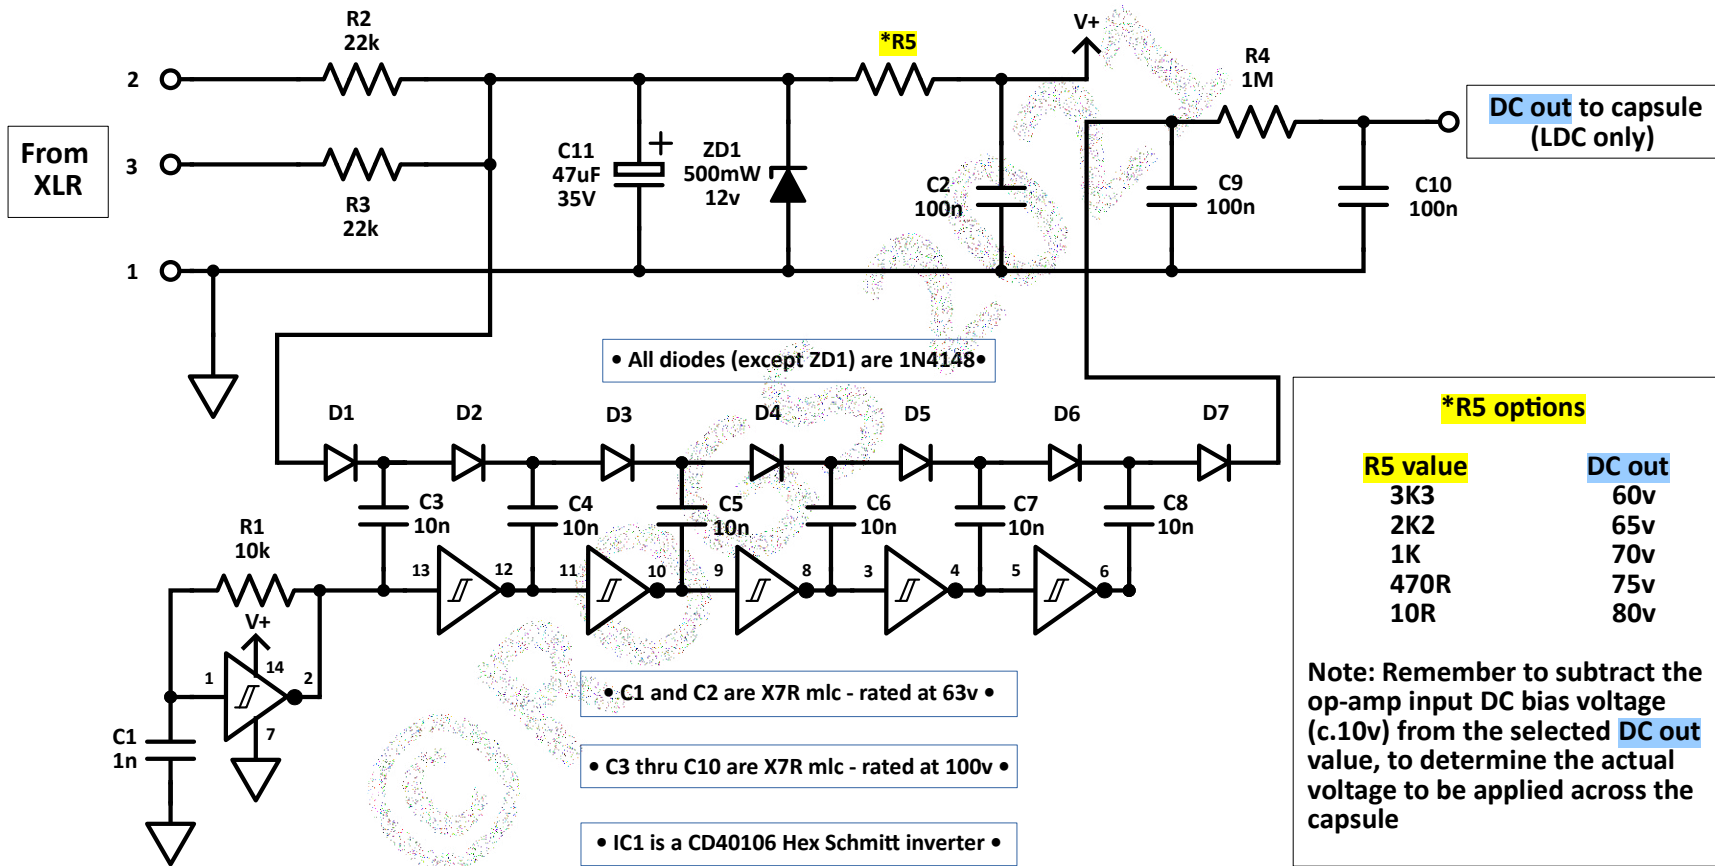 R2
22k
*R5
V+
R4
1M
2
DC out to capsule
(LDC only)
From
XLR
3
C11
47uF
35V
+
ZD1
500mW
12v
C2
100n
C9
100n
C10
100n
R3
22k
1
• All diodes (except ZD1) are 1N4148•
D1
D2
D3
D4
D5
D6
D7
*R5 options
R5 value DC out
3K3 60v
2K2 65v
1K 70v
470R 75v
10R 80v
C3
10n
C4
10n
C5
10n
C6
10n
C7
10n
C8
10n
R1
10k
13
12
11
10
9
8
3
4
5
6
V+
14
1
2
7
C1
1n
Note: Remember to subtract the
op-amp input DC bias voltage
(c.10v) from the selected DC out
value, to determine the actual
voltage to be applied across the
capsule
• C1 and C2 are X7R mlc - rated at 63v •
• C3 thru C10 are X7R mlc - rated at 100v •
• IC1 is a CD40106 Hex Schmitt inverter •